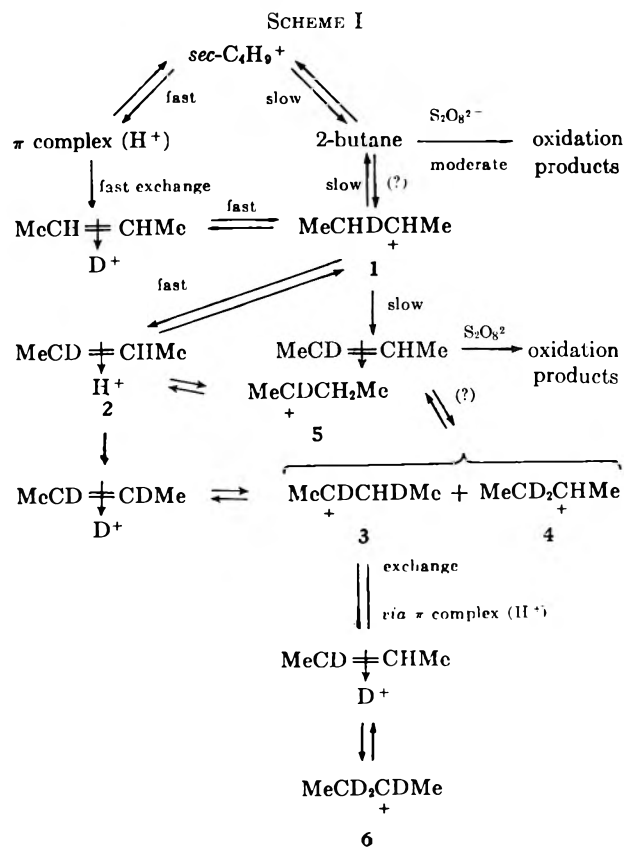 SCHEME I
sec-C₄H₉⁺
fast
slow
π complex (H⁺)
2-butane
S₂O₈²⁻
moderate
oxidation products
fast exchange
slow
(?)
MeCH ⇟ CHMe
D⁺
fast
MeCHDCHMe
+
1
fast
slow
MeCD ⇟ CHMe
H⁺
2
MeCD ⇟ CHMe
S₂O₈²
oxidation products
MeCDCH₂Me
+
5
(?)
MeCD ⇟ CDMe
D⁺
MeCDCHDMe + MeCD₂CHMe
+ +
3 4
exchange
via π complex (H⁺)
MeCD ⇟ CHMe
D⁺
MeCD₂CDMe
+
6